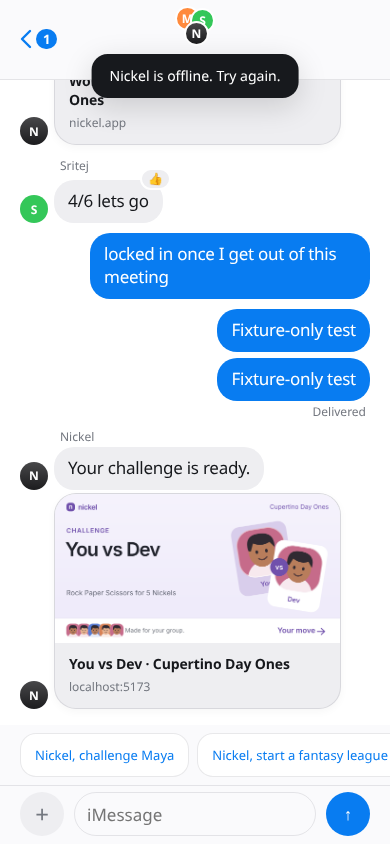 1
M
S
N
Nickel is offline. Try again.
Ones
nickel.app
N
Sritej
👍
4/6 lets go
S
locked in once I get out of this
meeting
Fixture-only test
Fixture-only test
Delivered
Nickel
Your challenge is ready.
N
n nickel
Cupertino Day Ones
CHALLENGE
You vs Dev
You
VS
Dev
Rock Paper Scissors for 5 Nickels
Made for your group.
Your move →
You vs Dev · Cupertino Day Ones
localhost:5173
N
Nickel, challenge Maya
Nickel, start a fantasy league
+
iMessage
↑